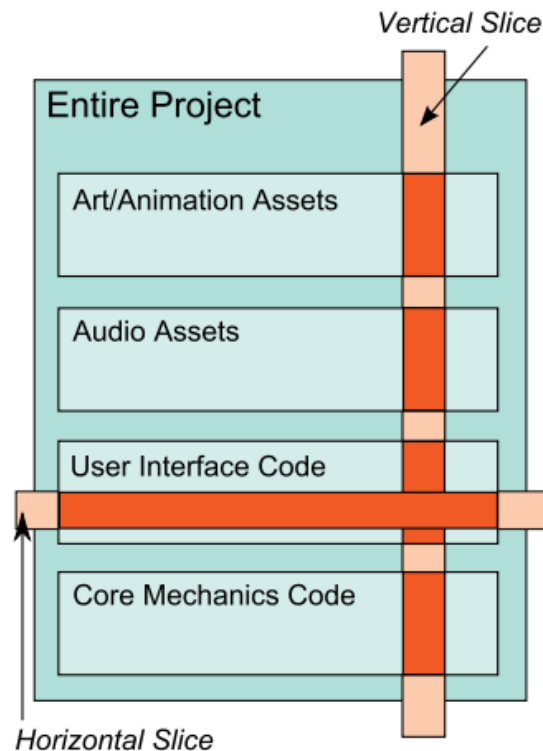 Vertical Slice
Entire Project
Art/Animation Assets
Audio Assets
User Interface Code
Core Mechanics Code
Horizontal Slice